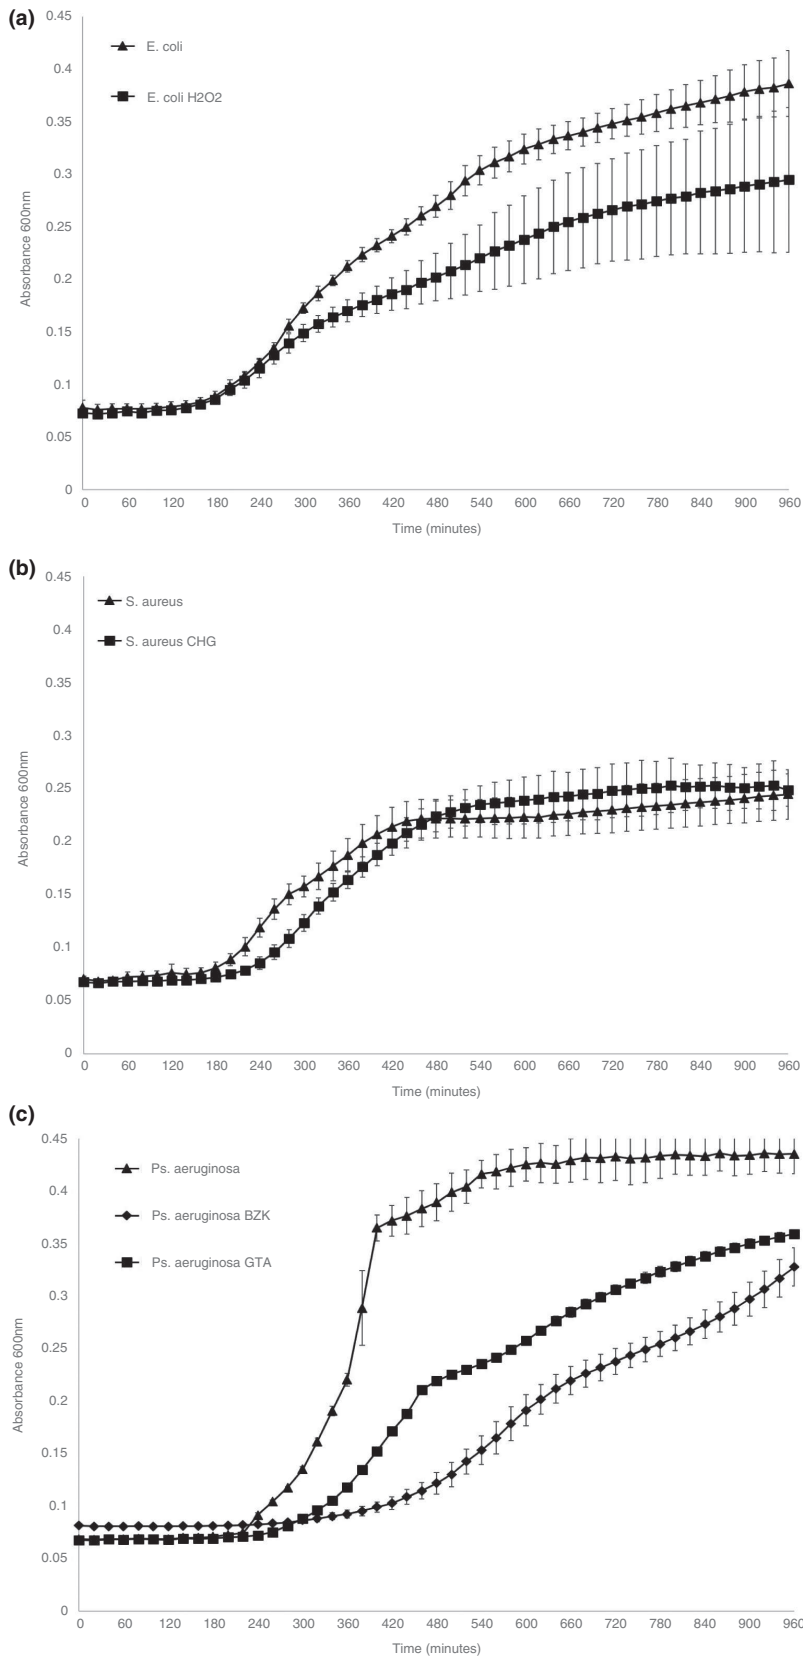 (a)
0.45
E. coli
0.4
E. coli H2O2
0.35
0.3
0.25
0.2
0.15
0.1
0.05
0
Absorbance 600nm
0 60 120 180 240 300 360 420 480 540 600 660 720 780 840 900 960
Time (minutes)
(b)
0.45
S. aureus
0.4
S. aureus CHG
0.35
0.3
0.25
0.2
0.15
0.1
0.05
0
Absorbance 600nm
0 60 120 180 240 300 360 420 480 540 600 660 720 780 840 900 960
Time (minutes)
(c)
0.45
Ps. aeruginosa
0.4
Ps. aeruginosa BZK
0.35
Ps. aeruginosa GTA
0.3
0.25
0.2
0.15
0.1
0.05
0
Absorbance 600nm
0 60 120 180 240 300 360 420 480 540 600 660 720 780 840 900 960
Time (minutes)